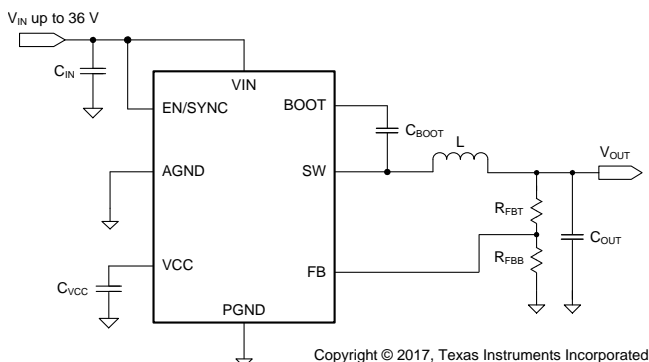 V_IN up to 36 V
C_IN
VIN
EN/SYNC
BOOT
C_BOOT
L
V_OUT
AGND
SW
R_FBT
C_OUT
R_FBB
VCC
FB
C_VCC
PGND
Copyright © 2017, Texas Instruments Incorporated